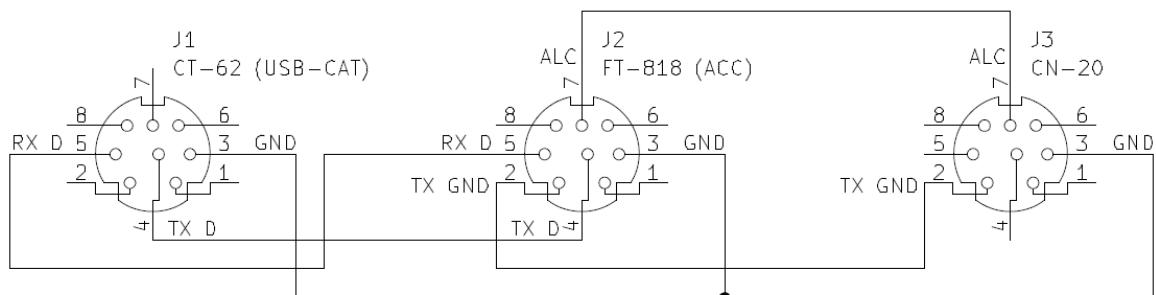 J1
CT-62 (USB-CAT)
7
8
6
RX D 5
3 GND
2
1
4
TX D
J2
FT-818 (ACC)
ALC
7
8
6
RX D 5
3 GND
TX GND 2
1
TX D 4
J3
CN-20
ALC
7
8
6
5
3 GND
TX GND 2
1
4